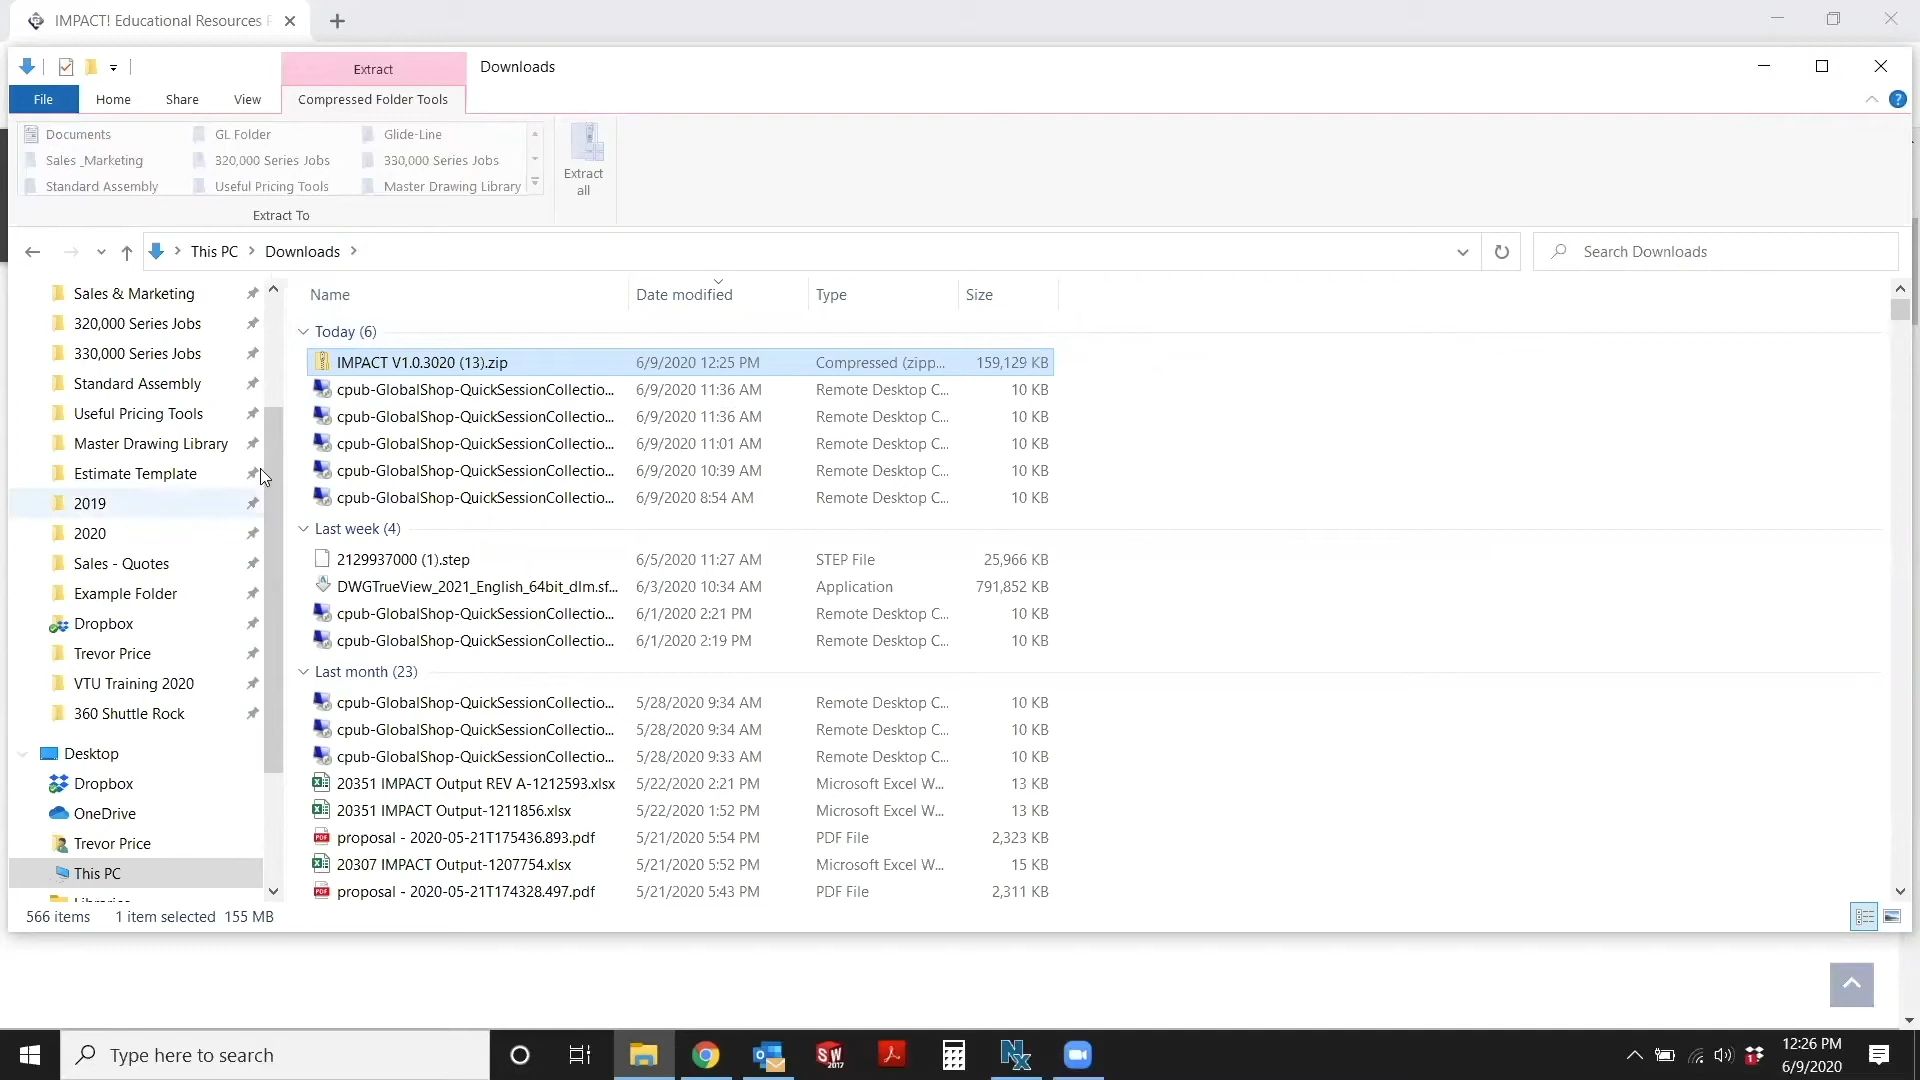 IMPACT! Educational Resources
Extract
Downloads
File Home Share View Compressed Folder Tools
Documents GL Folder Glide-Line
Sales _Marketing 320,000 Series Jobs 330,000 Series Jobs
Standard Assembly Useful Pricing Tools Master Drawing Library
Extract
all
Extract To
This PC > Downloads >
Search Downloads
Name Date modified Type Size
Sales & Marketing
320,000 Series Jobs
330,000 Series Jobs
Standard Assembly
Useful Pricing Tools
Master Drawing Library
Estimate Template
2019
2020
Sales - Quotes
Example Folder
Dropbox
Trevor Price
VTU Training 2020
360 Shuttle Rock
Desktop
Dropbox
OneDrive
Trevor Price
This PC
Today (6)
IMPACT V1.0.3020 (13).zip 6/9/2020 12:25 PM Compressed (zipp... 159,129 KB
cpub-GlobalShop-QuickSessionCollectio... 6/9/2020 11:36 AM Remote Desktop C... 10 KB
cpub-GlobalShop-QuickSessionCollectio... 6/9/2020 11:36 AM Remote Desktop C... 10 KB
cpub-GlobalShop-QuickSessionCollectio... 6/9/2020 11:01 AM Remote Desktop C... 10 KB
cpub-GlobalShop-QuickSessionCollectio... 6/9/2020 10:39 AM Remote Desktop C... 10 KB
cpub-GlobalShop-QuickSessionCollectio... 6/9/2020 8:54 AM Remote Desktop C... 10 KB
Last week (4)
2129937000 (1).step 6/5/2020 11:27 AM STEP File 25,966 KB
DWGTrueView_2021_English_64bit_dlm.sf... 6/3/2020 10:34 AM Application 791,852 KB
cpub-GlobalShop-QuickSessionCollectio... 6/1/2020 2:21 PM Remote Desktop C... 10 KB
cpub-GlobalShop-QuickSessionCollectio... 6/1/2020 2:19 PM Remote Desktop C... 10 KB
Last month (23)
cpub-GlobalShop-QuickSessionCollectio... 5/28/2020 9:34 AM Remote Desktop C... 10 KB
cpub-GlobalShop-QuickSessionCollectio... 5/28/2020 9:34 AM Remote Desktop C... 10 KB
cpub-GlobalShop-QuickSessionCollectio... 5/28/2020 9:33 AM Remote Desktop C... 10 KB
20351 IMPACT Output REV A-1212593.xlsx 5/22/2020 2:21 PM Microsoft Excel W... 13 KB
20351 IMPACT Output-1211856.xlsx 5/22/2020 1:52 PM Microsoft Excel W... 13 KB
proposal - 2020-05-21T175436.893.pdf 5/21/2020 5:54 PM PDF File 2,323 KB
20307 IMPACT Output-1207754.xlsx 5/21/2020 5:52 PM Microsoft Excel W... 15 KB
proposal - 2020-05-21T174328.497.pdf 5/21/2020 5:43 PM PDF File 2,311 KB
566 items 1 item selected 155 MB
Type here to search
SW
2017
12:26 PM
6/9/2020